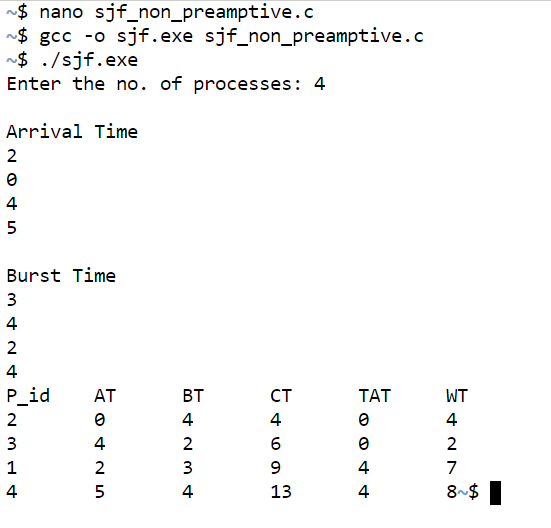 ~$ nano sjf_non_preamptive.c
~$ gcc -o sjf.exe sjf_non_preamptive.c
~$ ./sjf.exe
Enter the no. of processes: 4
Arrival Time
2
0
4
5
Burst Time
3
4
2
4
P_id AT BT CT TAT WT
2 0 4 4 0 4
3 4 2 6 0 2
1 2 3 9 4 7
4 5 4 13 4 8~$